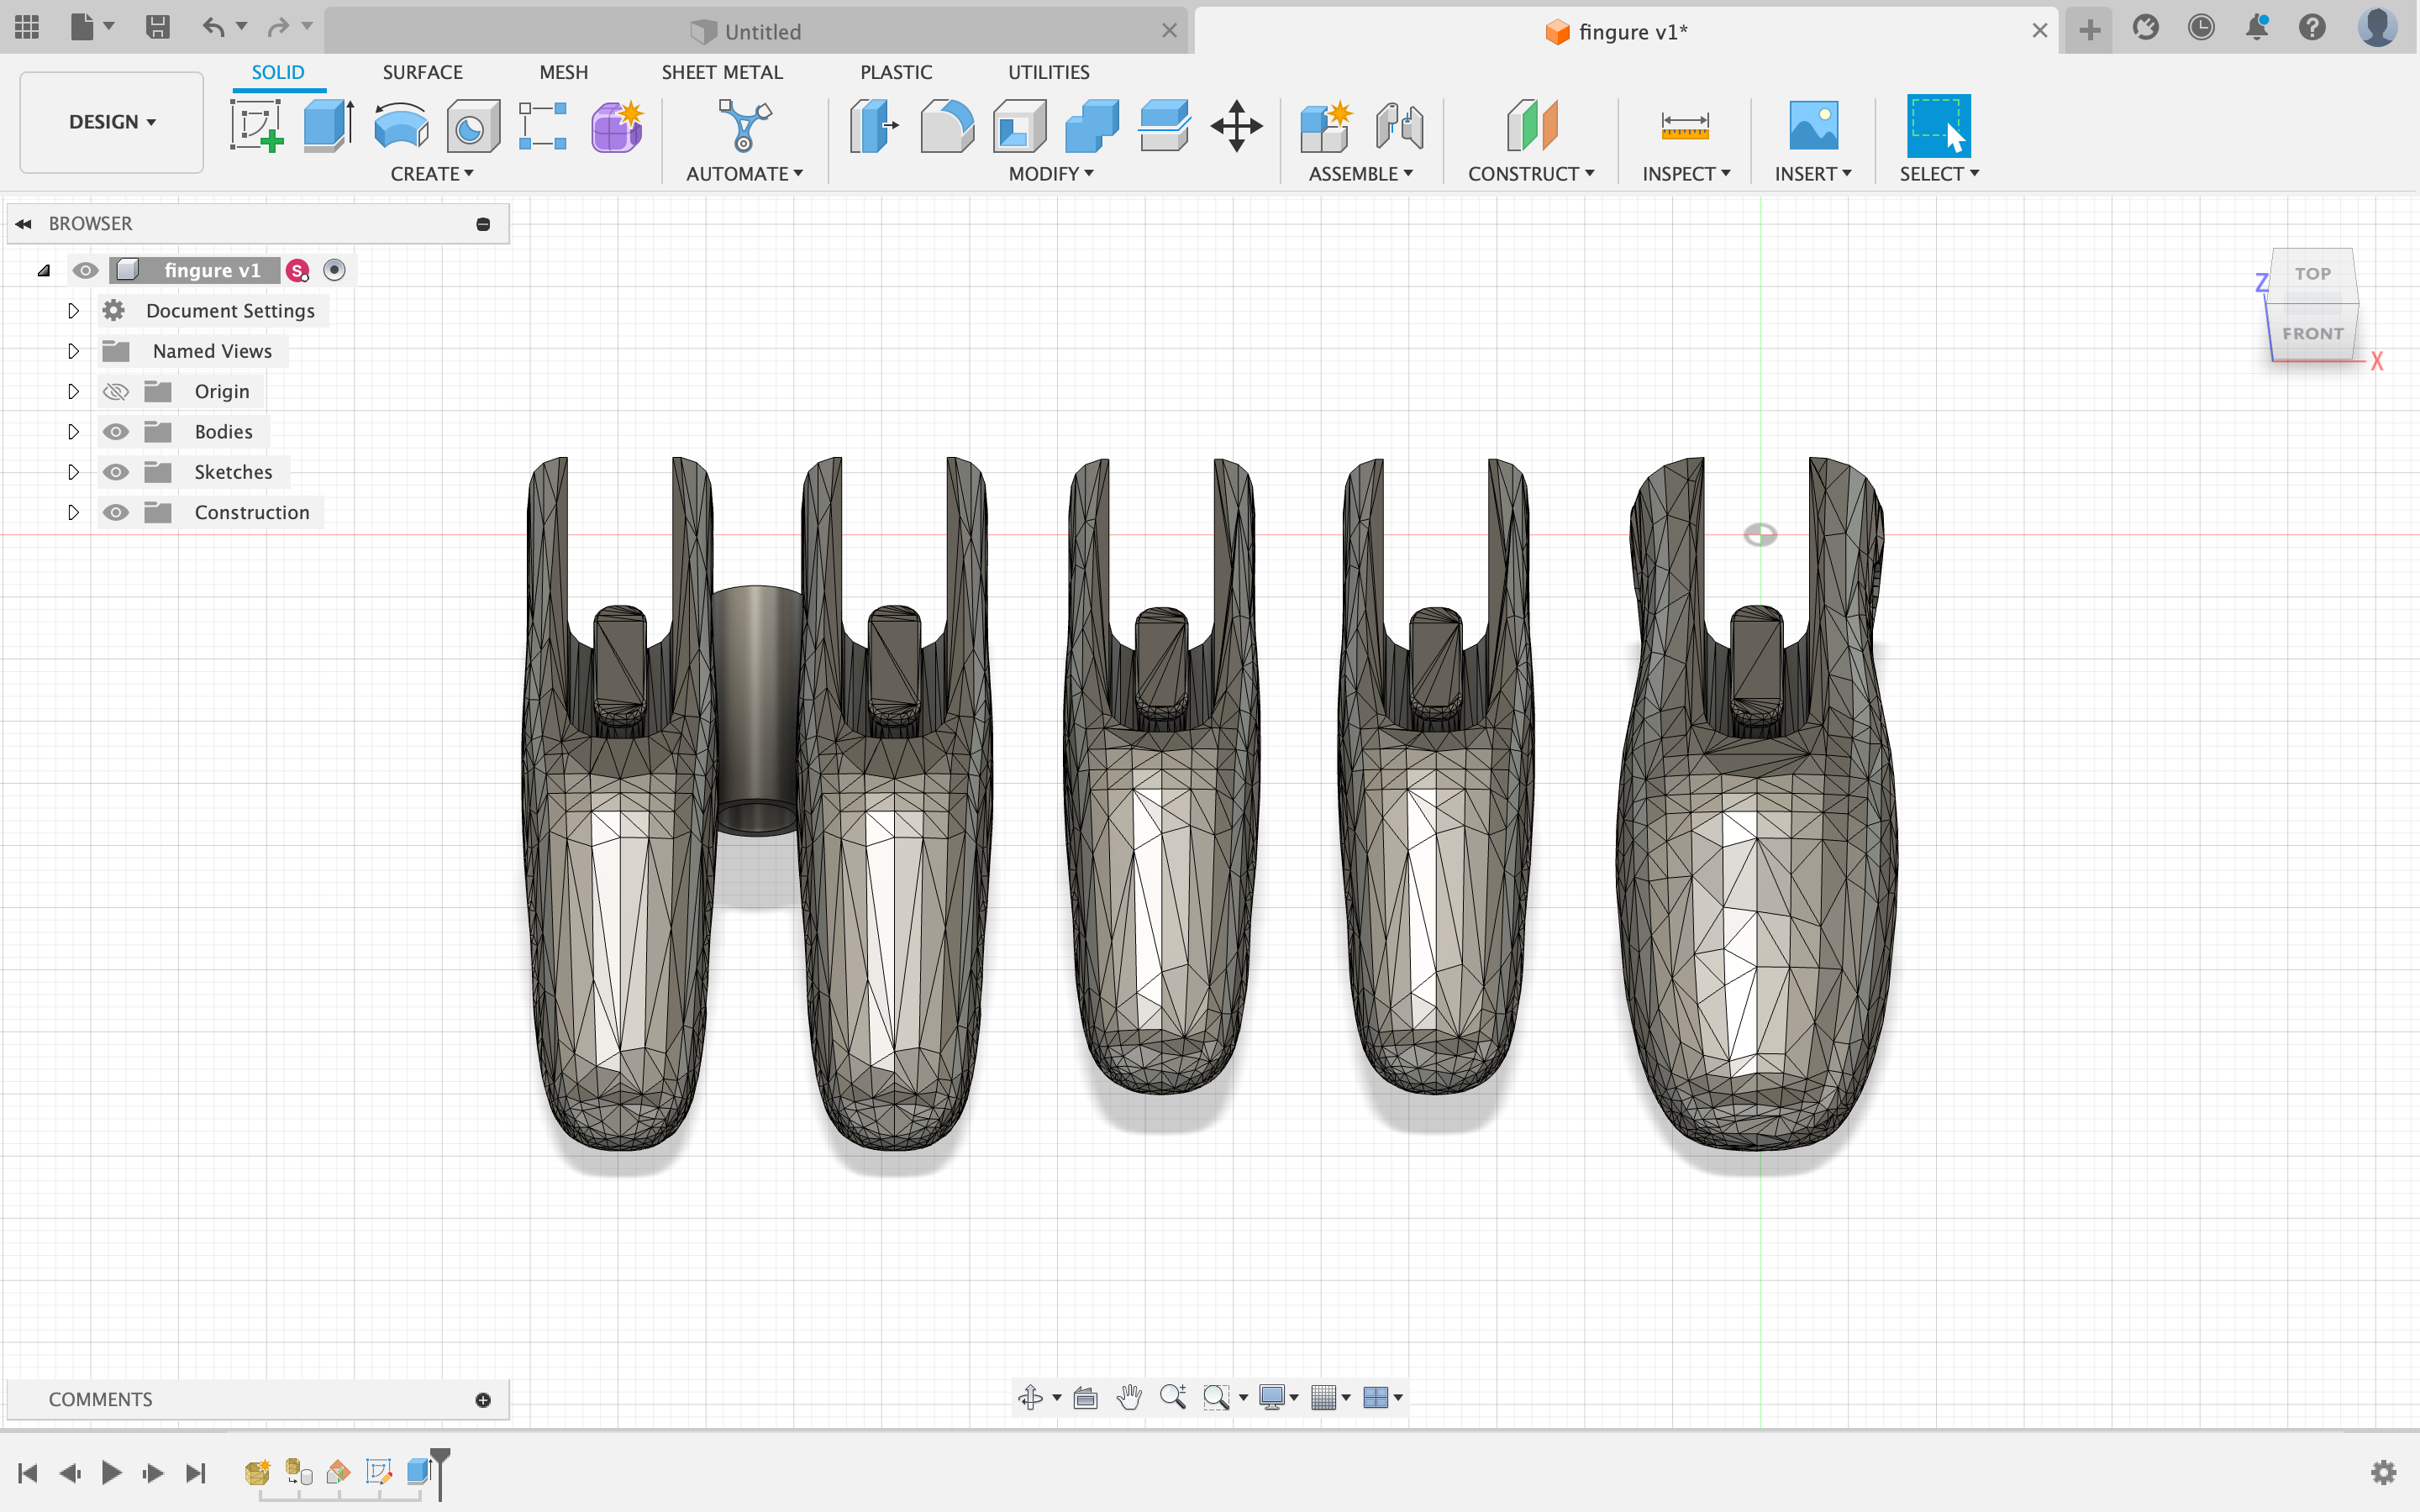 Untitled
fingure v1*
SOLID SURFACE MESH SHEET METAL PLASTIC UTILITIES
DESIGN
CREATE AUTOMATE MODIFY ASSEMBLE CONSTRUCT INSPECT INSERT SELECT
BROWSER
fingure v1 S
Document Settings
Named Views
Origin
Bodies
Sketches
Construction
TOP
Z
FRONT
X
COMMENTS